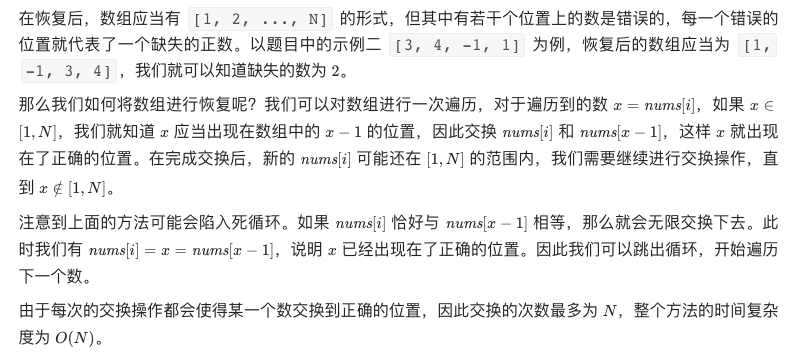 在恢复后，数组应当有 [1, 2, ..., N] 的形式，但其中有若干个位置上的数是错误的，每一个错误的
位置就代表了一个缺失的正数。以题目中的示例二 [3, 4, -1, 1] 为例，恢复后的数组应当为 [1,
-1, 3, 4]，我们就可以知道缺失的数为 2。
那么我们如何将数组进行恢复呢？我们可以对数组进行一次遍历，对于遍历到的数 x = nums[i]，如果 x ∈
[1, N]，我们就知道 x 应当出现在数组中的 x − 1 的位置，因此交换 nums[i] 和 nums[x − 1]，这样 x 就出现
在了正确的位置。在完成交换后，新的 nums[i] 可能还在 [1, N] 的范围内，我们需要继续进行交换操作，直
到 x ∉ [1, N]。
注意到上面的方法可能会陷入死循环。如果 nums[i] 恰好与 nums[x − 1] 相等，那么就会无限交换下去。此
时我们有 nums[i] = x = nums[x − 1]，说明 x 已经出现在了正确的位置。因此我们可以跳出循环，开始遍历
下一个数。
由于每次的交换操作都会使得某一个数交换到正确的位置，因此交换的次数最多为 N，整个方法的时间复杂
度为 O(N)。